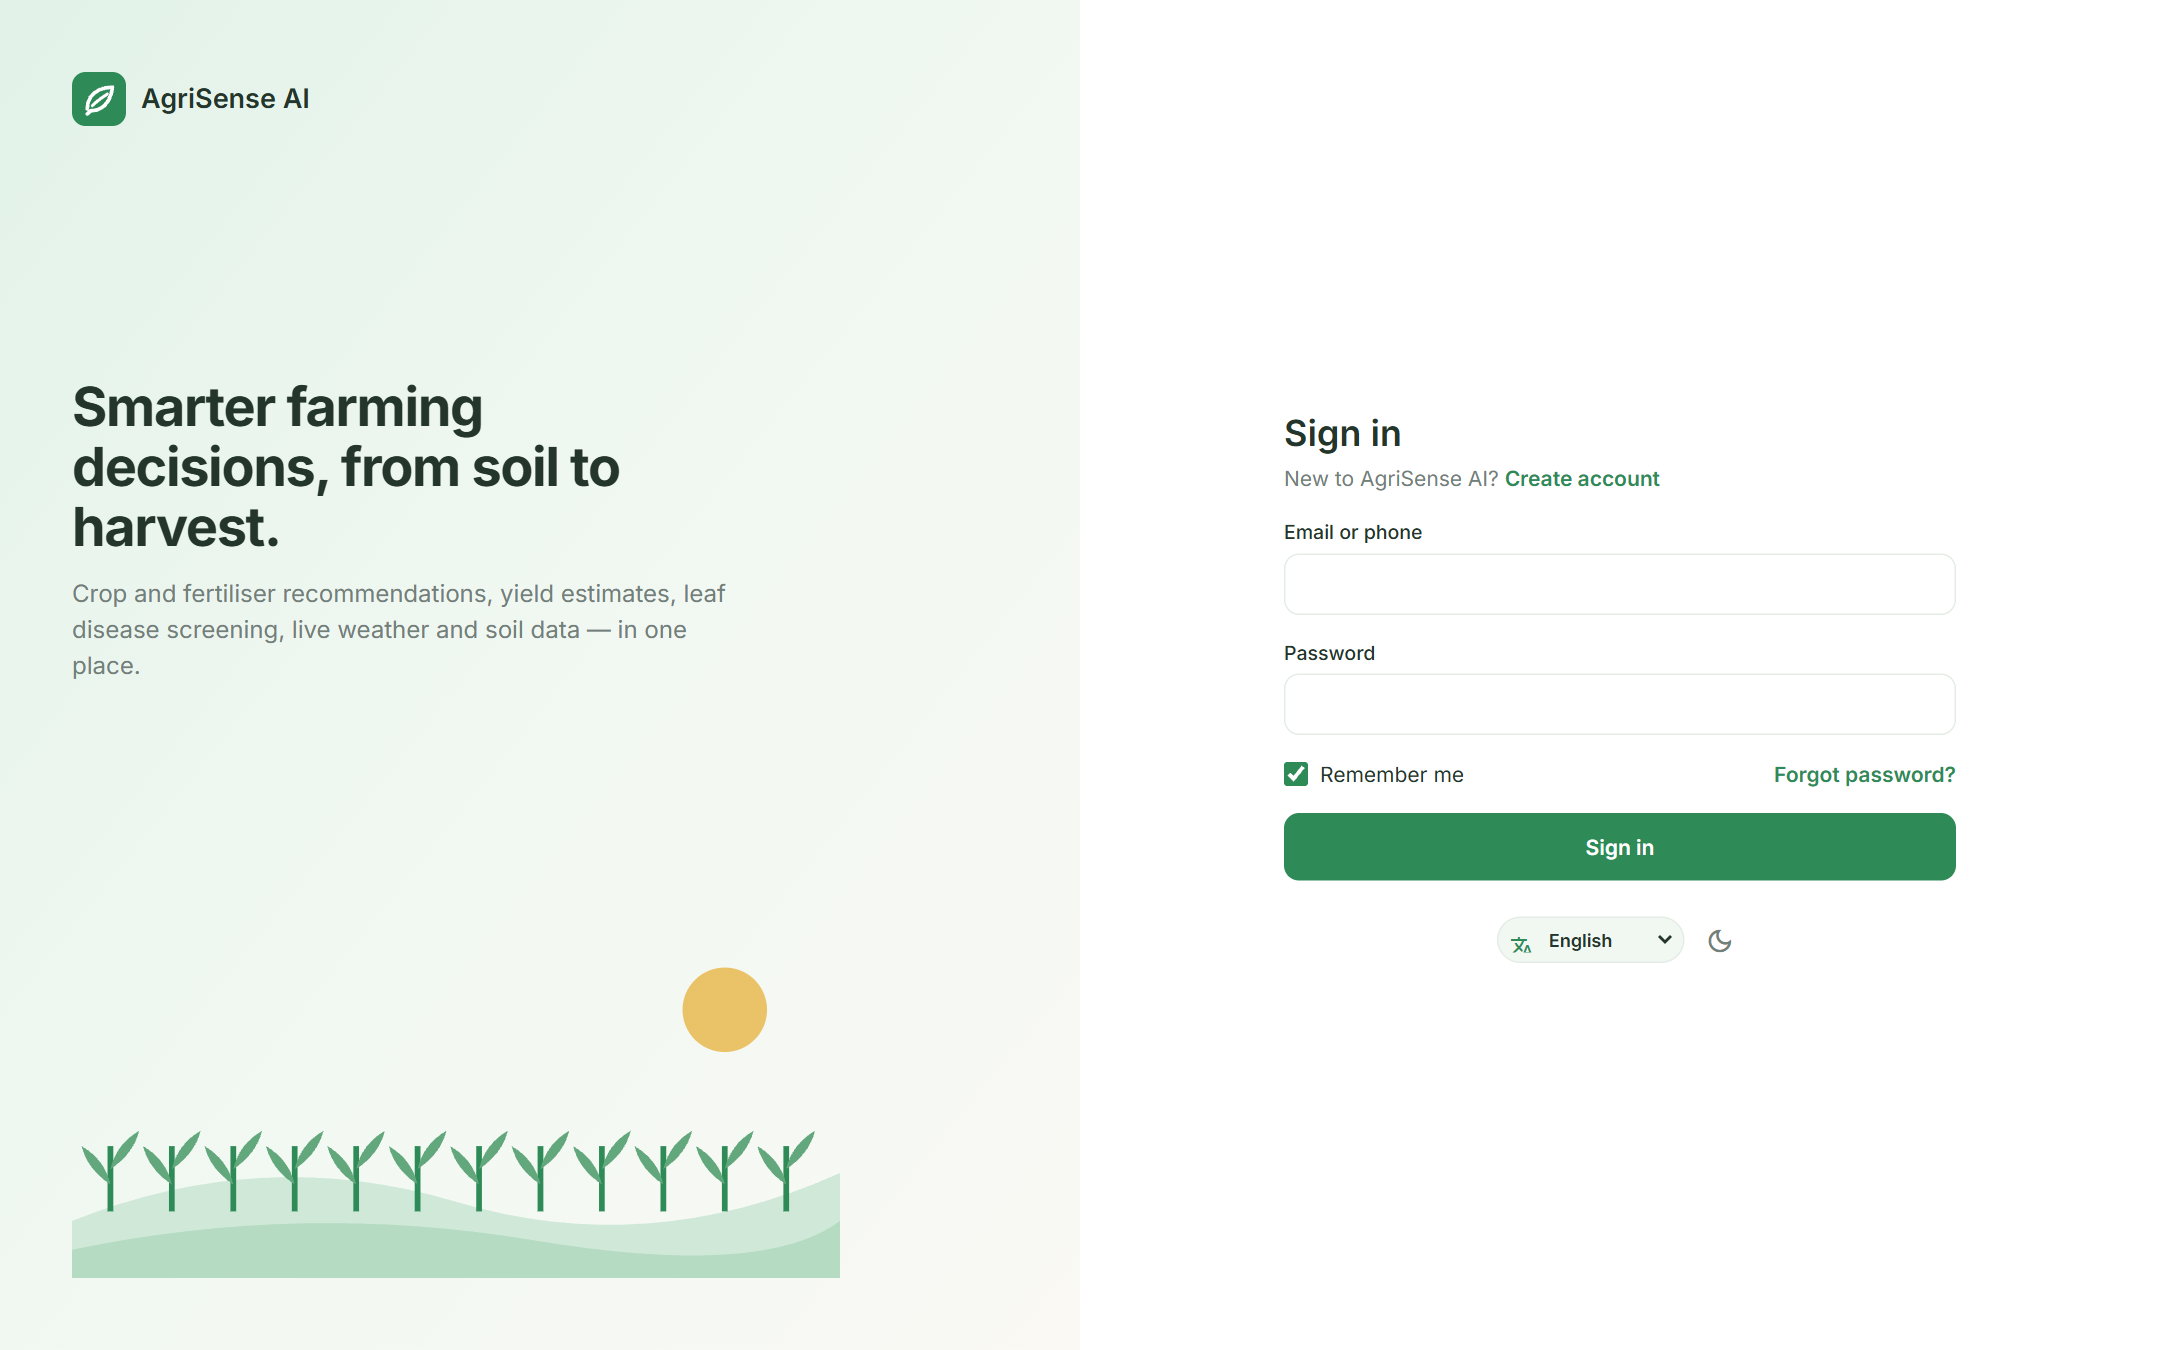 AgriSense AI
Smarter farming
decisions, from soil to
harvest.
Crop and fertiliser recommendations, yield estimates, leaf
disease screening, live weather and soil data — in one
place.
Sign in
New to AgriSense AI? Create account
Email or phone
Password
Remember me
Forgot password?
Sign in
English